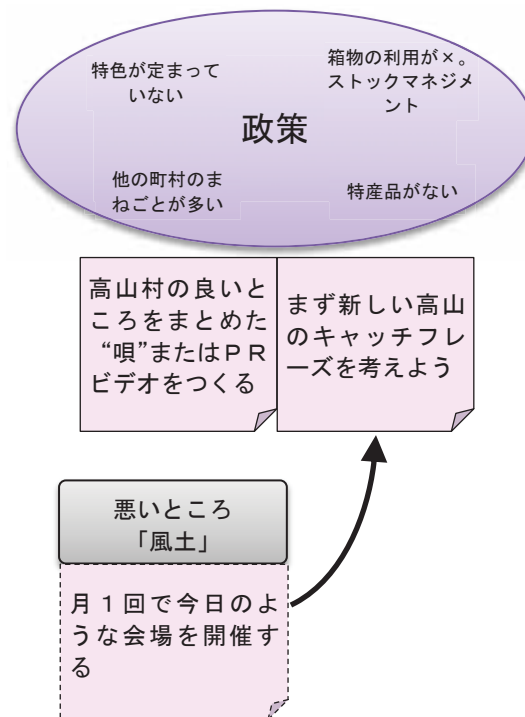 特色が定まって
いない
箱物の利用が×。
ストックマネジメ
ント
政策
他の町村のま
ねごとが多い
特産品がない
高山村の良いと
ころをまとめた
“唄”またはＰＲ
ビデオをつくる
まず新しい高山
のキャッチフレ
ーズを考えよう
悪いところ
「風土」
月１回で今日のよ
うな会場を開催す
る